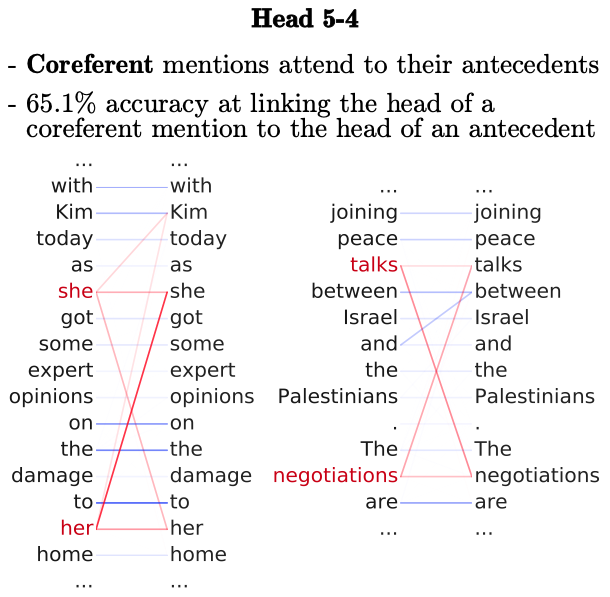 Head 5-4
- Coreferent mentions attend to their antecedents
- 65.1% accuracy at linking the head of a
coreferent mention to the head of an antecedent
... ...
with with
Kim Kim
today today
as as
she she
got got
some some
expert expert
opinions opinions
on on
the the
damage damage
to to
her her
home home
... ...
... ...
joining joining
peace peace
talks talks
between between
Israel Israel
and and
the the
Palestinians Palestinians
. .
The The
negotiations negotiations
are are
... ...